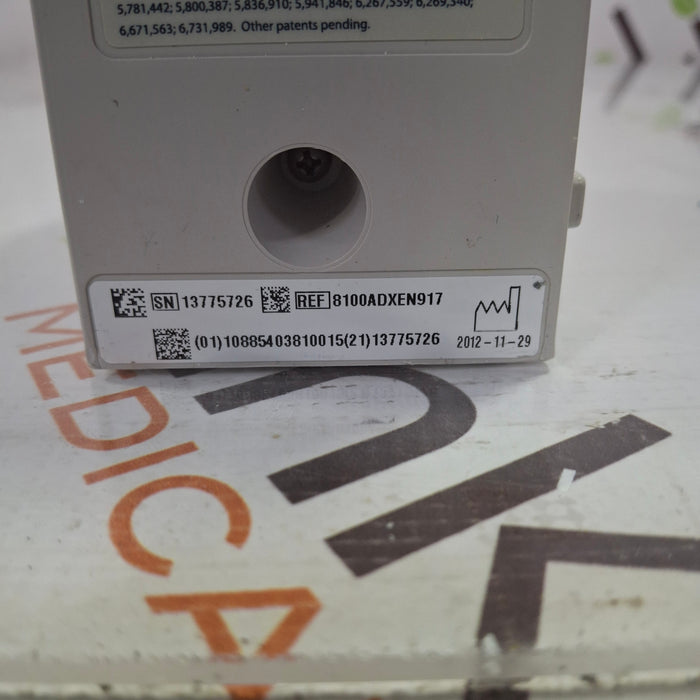 5,781,442; 5,800,387; 5,836,910; 5,941,846; 6,267,559; 6,269,340;
6,671,563; 6,731,989. Other patents pending.
SN 13775726 REF 8100ADXEN917
(01)10885403810015(21)13775726 2012-11-29
MEDICA